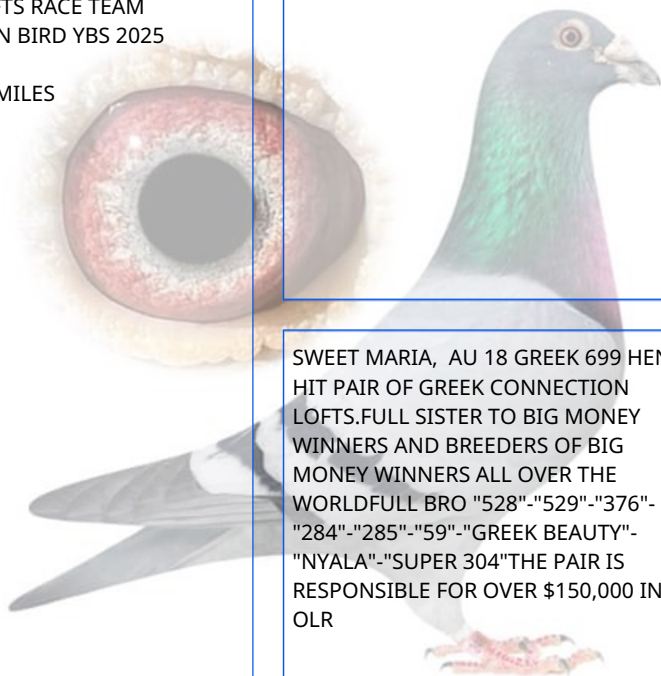 RACE TEAM
BIRD YBS 2025
MILES
SWEET MARIA, AU 18 GREEK 699 HEN
HIT PAIR OF GREEK CONNECTION
LOFTS.FULL SISTER TO BIG MONEY
WINNERS AND BREEDERS OF BIG
MONEY WINNERS ALL OVER THE
WORLDFULL BRO "528"-"529"-"376"-
"284"-"285"-"59"-"GREEK BEAUTY"-
"NYALA"-"SUPER 304"THE PAIR IS
RESPONSIBLE FOR OVER $150,000 IN
OLR